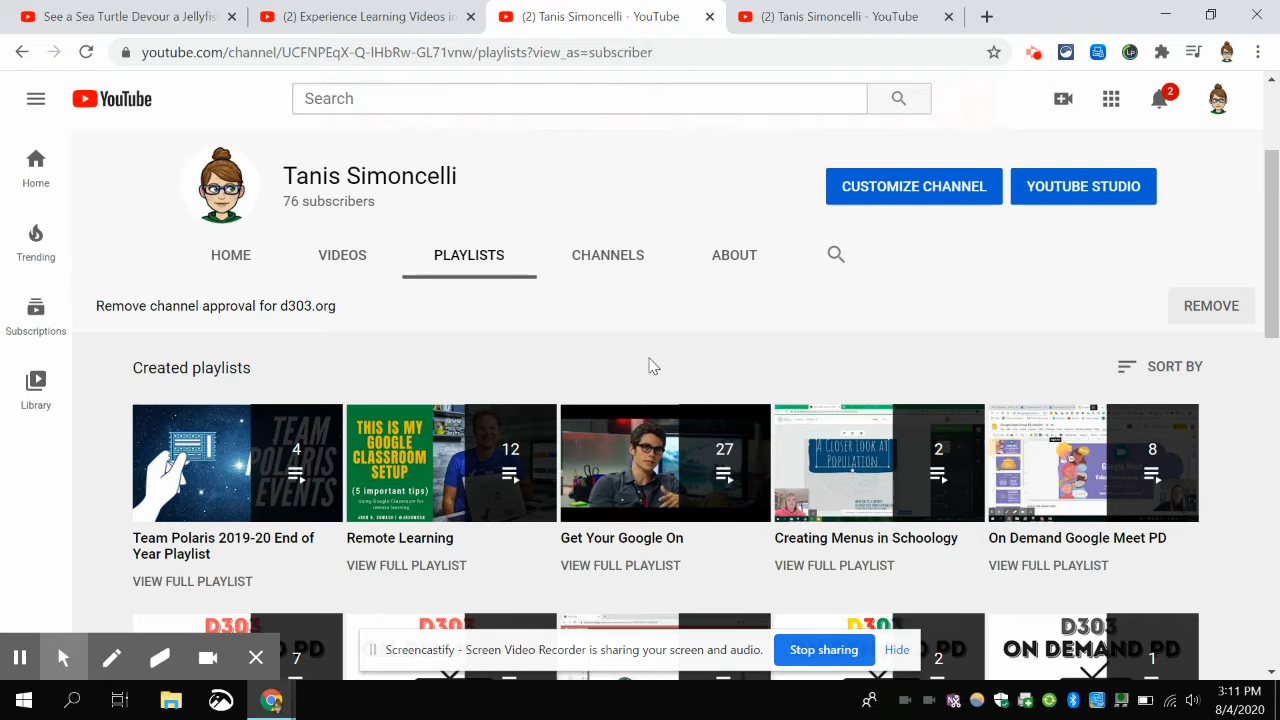 See a Sea Turtle Devour a Jellyfis
(2) Experience Learning Videos in
(2) Tanis Simoncelli - YouTube
(2) Tanis Simoncelli - YouTube
youtube.com/channel/UCFNPEgX-O-lHbRw-GL71vnw/playlists?view_as=subscriber
YouTube
Search
2
Home
Trending
Subscriptions
Library
Tanis Simoncelli
76 subscribers
CUSTOMIZE CHANNEL
YOUTUBE STUDIO
HOME
VIDEOS
PLAYLISTS
CHANNELS
ABOUT
Remove channel approval for d303.org
REMOVE
Created playlists
SORT BY
4
THIS IS MY
GOOGLE
CLASSROOM
SETUP
(5 important tips)
12
27
A CLOSER LOOK AT
POPULATION
2
8
Team Polaris 2019-20 End of
Year Playlist
VIEW FULL PLAYLIST
Remote Learning
VIEW FULL PLAYLIST
Get Your Google On
VIEW FULL PLAYLIST
Creating Menus in Schoology
VIEW FULL PLAYLIST
On Demand Google Meet PD
VIEW FULL PLAYLIST
D303
7
D303
D303
2
D303
ON DEMAND PD
1
Screencastify - Screen Video Recorder is sharing your screen and audio.
Stop sharing
Hide
3:11 PM
8/4/2020